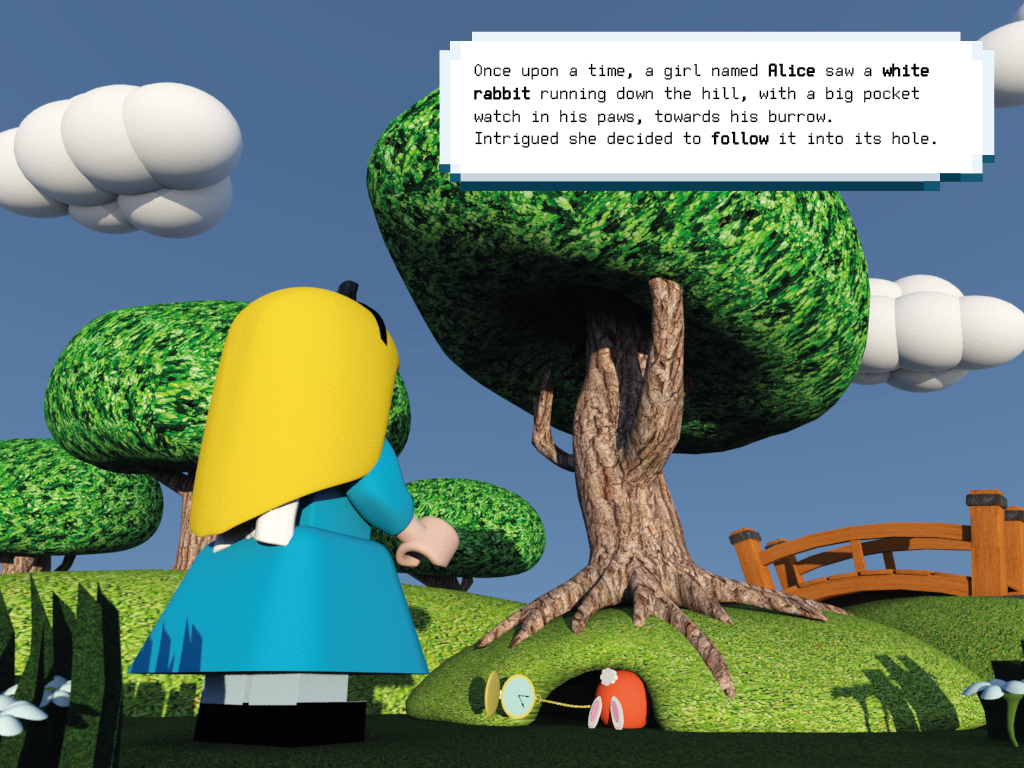 Once upon a time, a girl named Alice saw a white
rabbit running down the hill, with a big pocket
watch in his paws, towards his burrow.
Intrigued she decided to follow it into its hole.